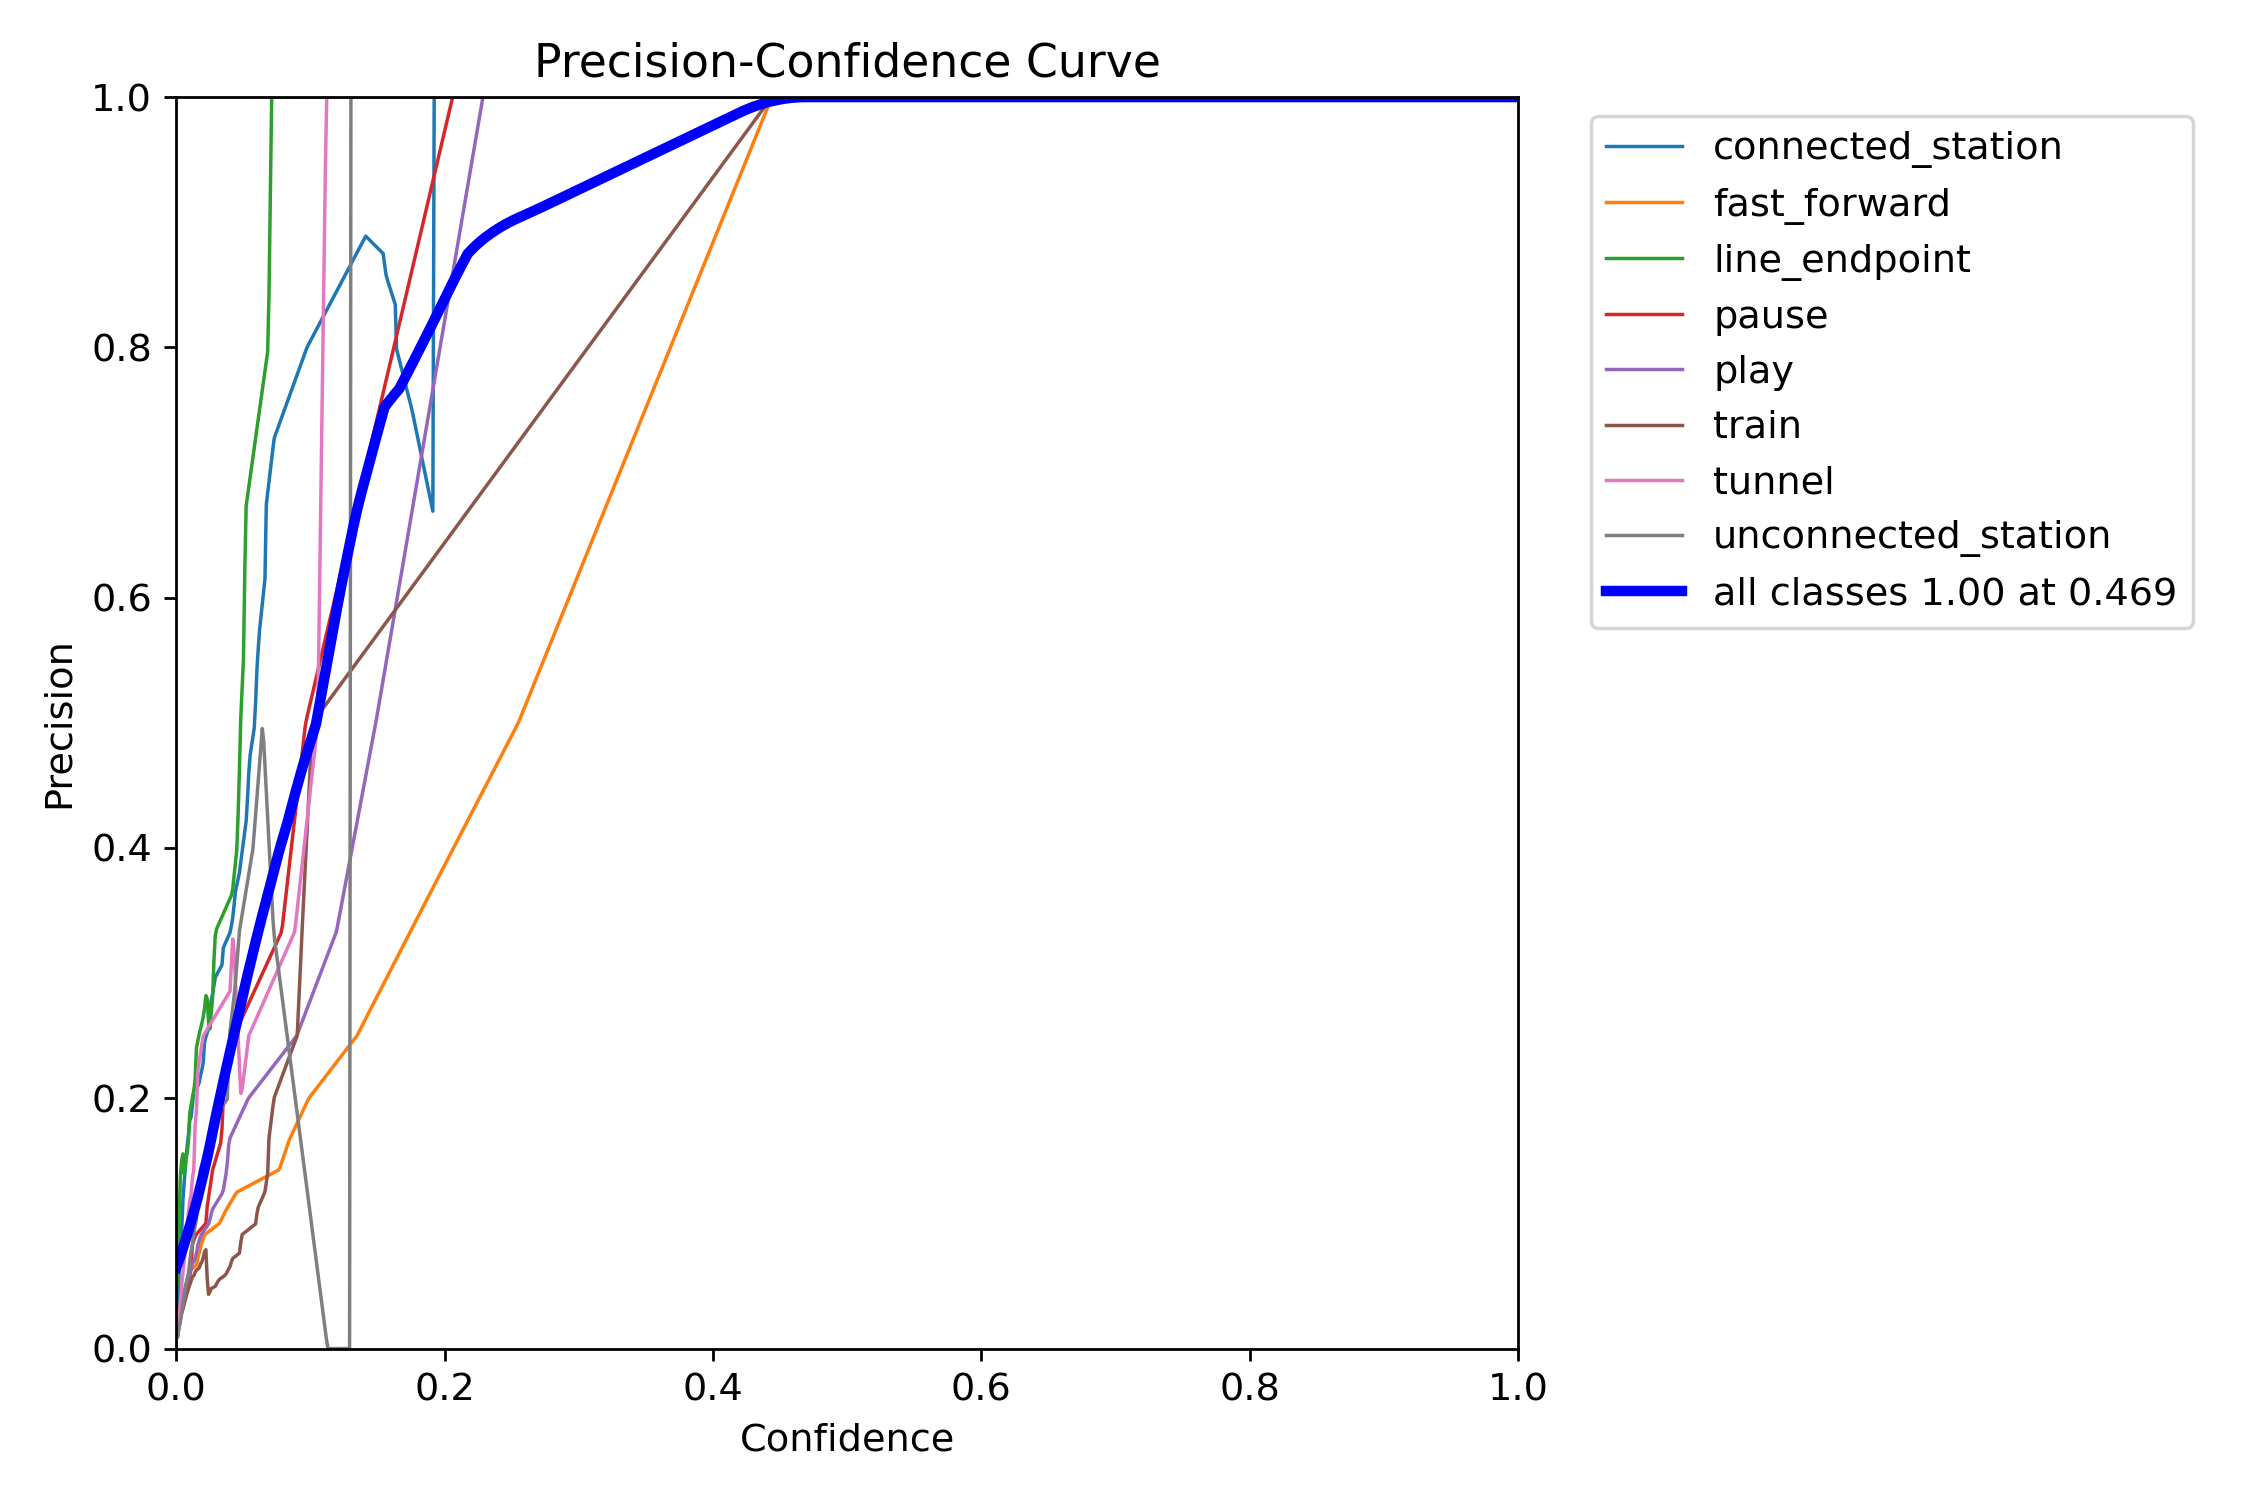 Precision-Confidence Curve
1.0
0.8
0.6
0.4
0.2
0.0
Precision
0.0 0.2 0.4 0.6 0.8 1.0
Confidence
connected_station
fast_forward
line_endpoint
pause
play
train
tunnel
unconnected_station
all classes 1.00 at 0.469